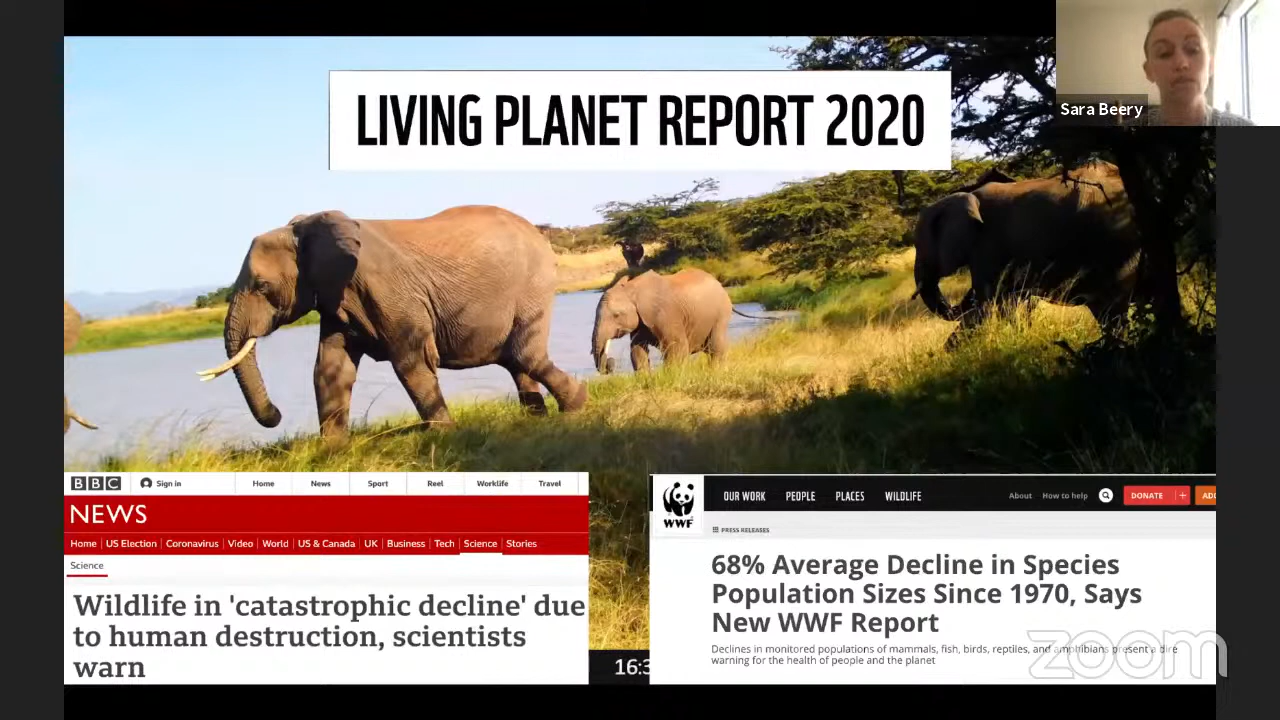 LIVING PLANET REPORT 2020
Sara Beery
BBC Sign in Home News Sport Reel Worklife Travel
NEWS
Home US Election Coronavirus Video World US & Canada UK Business Tech Science Stories
Science
Wildlife in 'catastrophic decline' due
to human destruction, scientists
warn
16:3
WWF
OUR WORK PEOPLE PLACES WILDLIFE About How to help DONATE + ADO
PRESS RELEASES
68% Average Decline in Species
Population Sizes Since 1970, Says
New WWF Report
Declines in monitored populations of mammals, fish, birds, reptiles, and amphibians present a dire
warning for the health of people and the planet
zoom